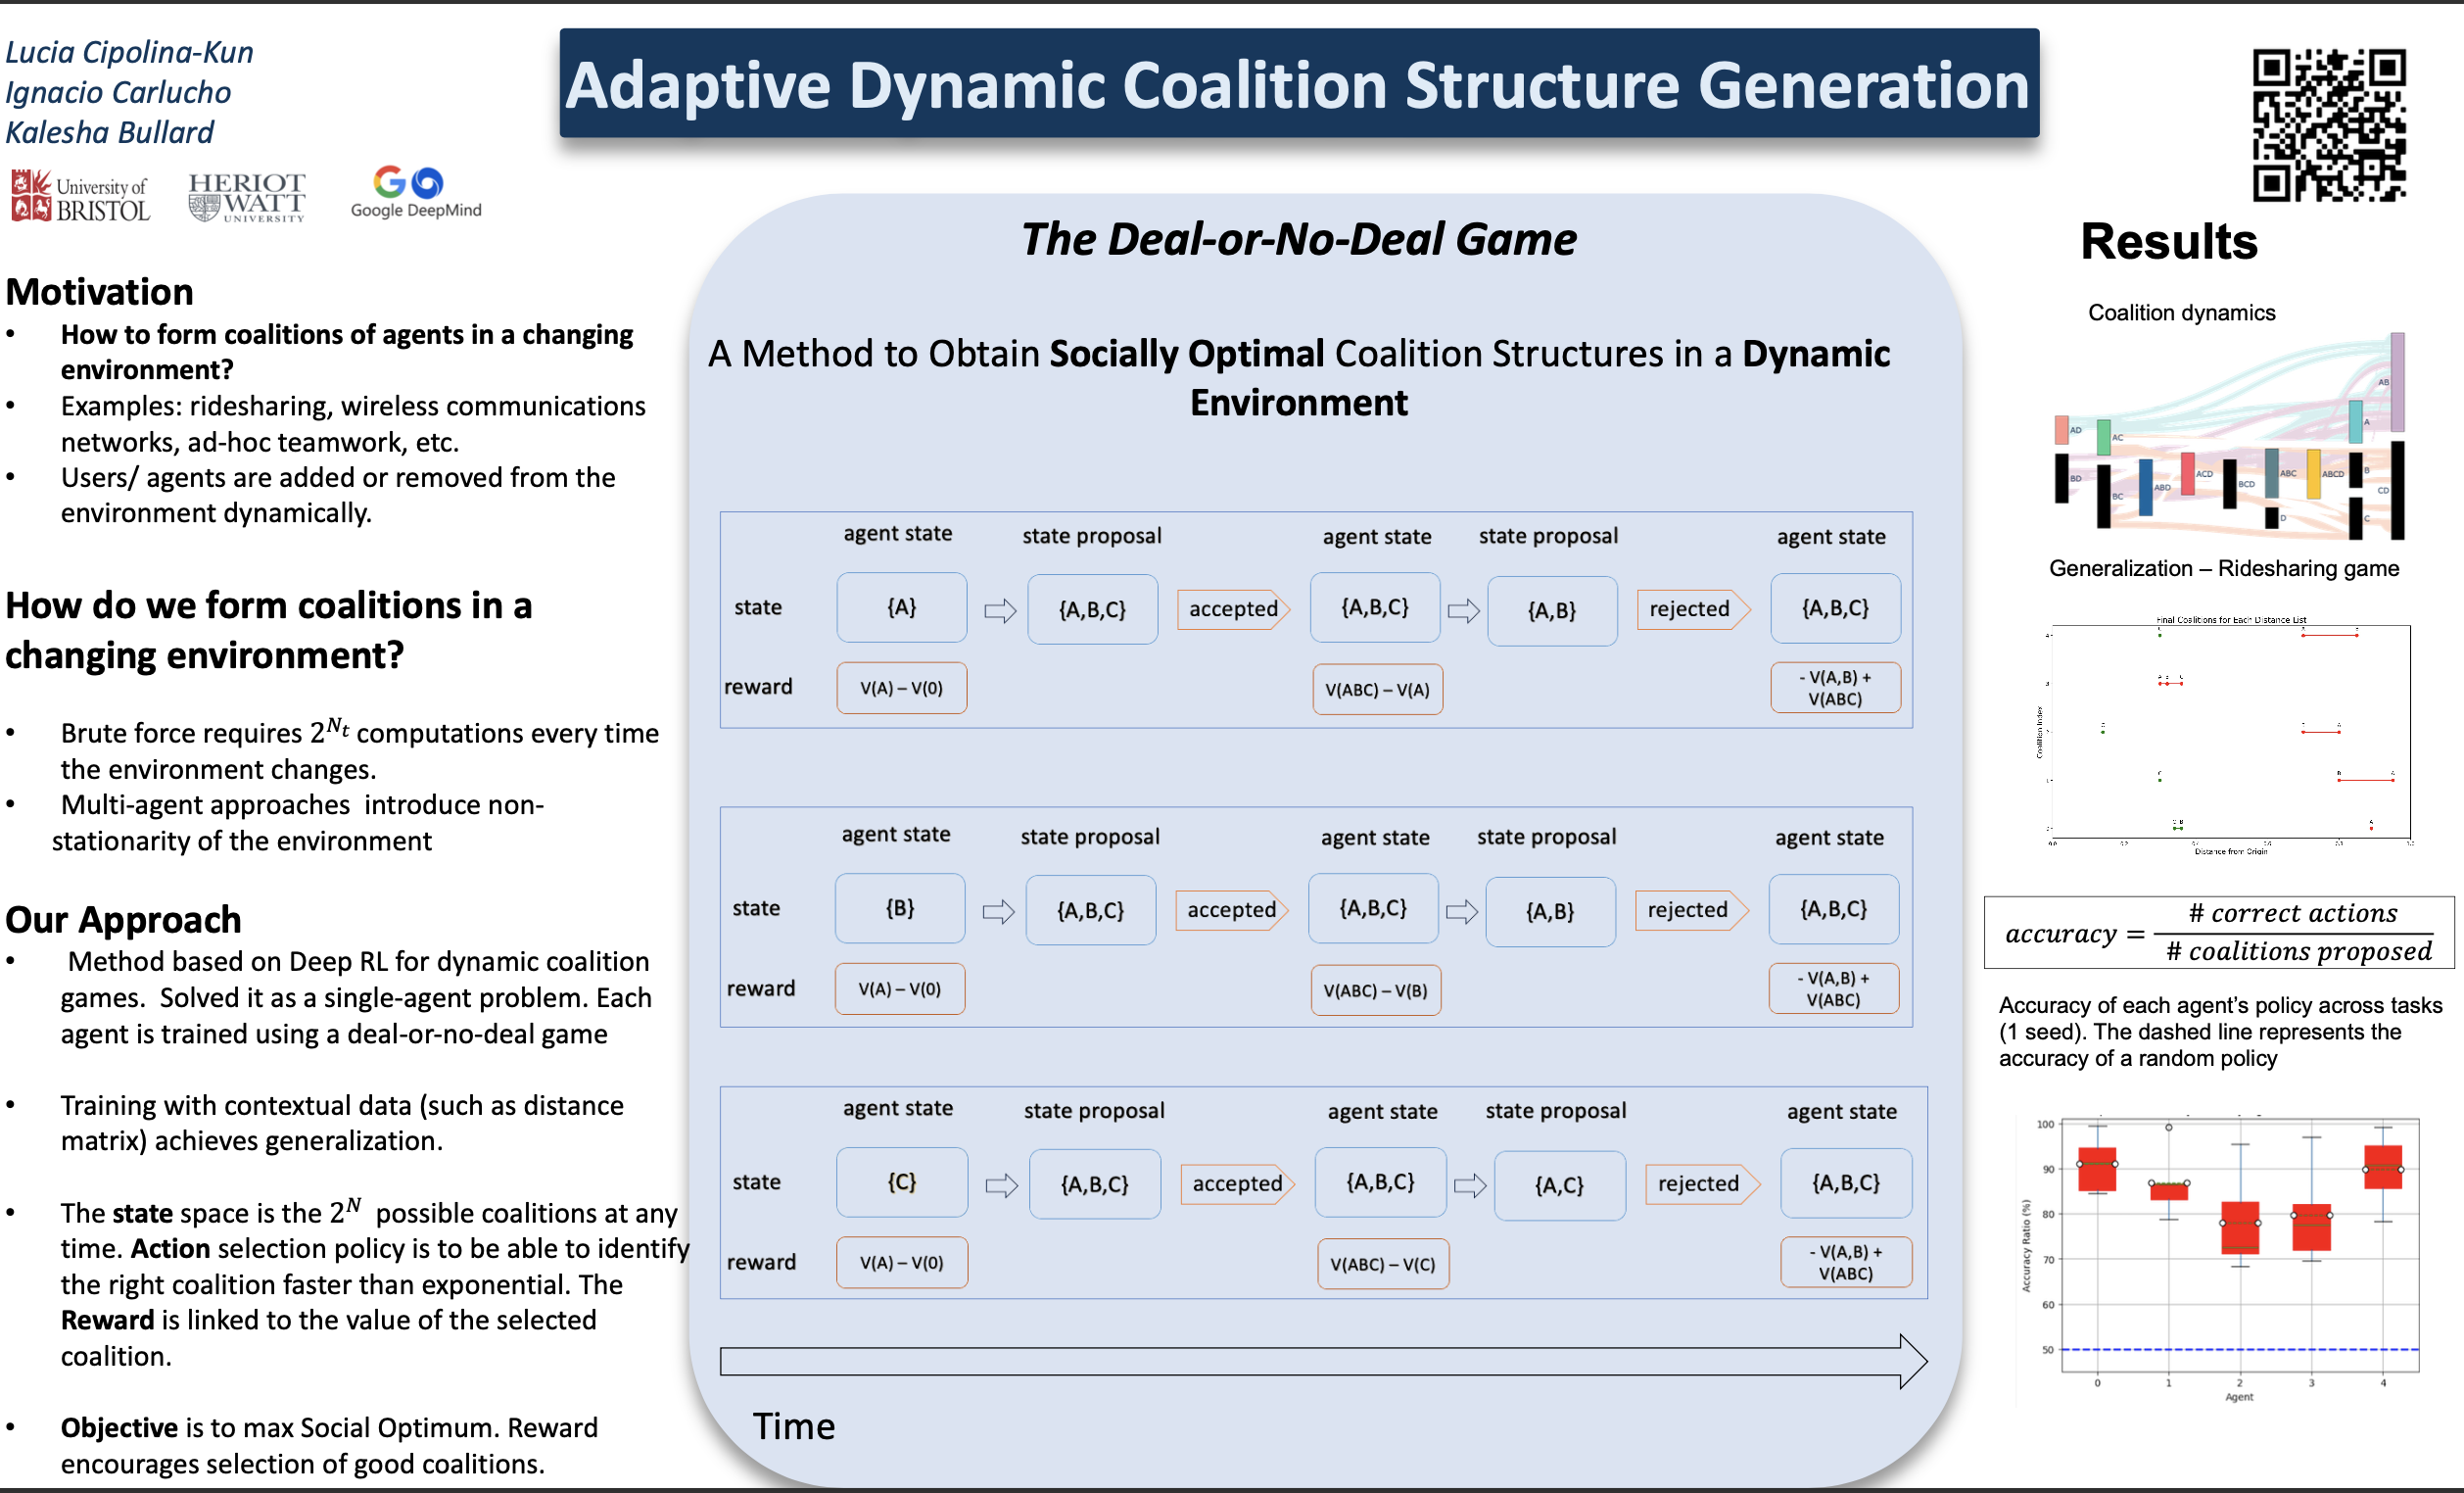 Lucia Cipolina-Kun
Ignacio Carlucho
Kalesha Bullard
University of
BRISTOL
HERIOT
WATT
UNIVERSITY
Google DeepMind
Adaptive Dynamic Coalition Structure Generation
Motivation
• How to form coalitions of agents in a changing
environment?
• Examples: ridesharing, wireless communications
networks, ad-hoc teamwork, etc.
• Users/ agents are added or removed from the
environment dynamically.
How do we form coalitions in a
changing environment?
• Brute force requires 2^{N_t} computations every time
the environment changes.
• Multi-agent approaches introduce non-
stationarity of the environment
Our Approach
• Method based on Deep RL for dynamic coalition
games. Solved it as a single-agent problem. Each
agent is trained using a deal-or-no-deal game
• Training with contextual data (such as distance
matrix) achieves generalization.
• The state space is the 2^N possible coalitions at any
time. Action selection policy is to be able to identify
the right coalition faster than exponential. The
Reward is linked to the value of the selected
coalition.
• Objective is to max Social Optimum. Reward
encourages selection of good coalitions.
The Deal-or-No-Deal Game
A Method to Obtain Socially Optimal Coalition Structures in a Dynamic
Environment
agent state state proposal agent state state proposal agent state
state {A} {A,B,C} accepted {A,B,C} {A,B} rejected {A,B,C}
reward V(A) – V(0) V(ABC) – V(A) - V(A,B) +
V(ABC)
agent state state proposal agent state state proposal agent state
state {B} {A,B,C} accepted {A,B,C} {A,B} rejected {A,B,C}
reward V(A) – V(0) V(ABC) – V(B) - V(A,B) +
V(ABC)
agent state state proposal agent state state proposal agent state
state {C} {A,B,C} accepted {A,B,C} {A,C} rejected {A,B,C}
reward V(A) – V(0) V(ABC) – V(C) - V(A,B) +
V(ABC)
Time
Results
Coalition dynamics
AB
A
AD
AC
BD
BC
ABD
ACD
BCD
ABC
D
ABCD
B
CD
C
Generalization – Ridesharing game
Final Coalitions for Each Distance List
Coalition Index
Distance from Origin
accuracy = # correct actions
# coalitions proposed
Accuracy of each agent's policy across tasks
(1 seed). The dashed line represents the
accuracy of a random policy
Accuracy Ratio (%)
100
90
80
70
60
50
0 1 2 3 4
Agent